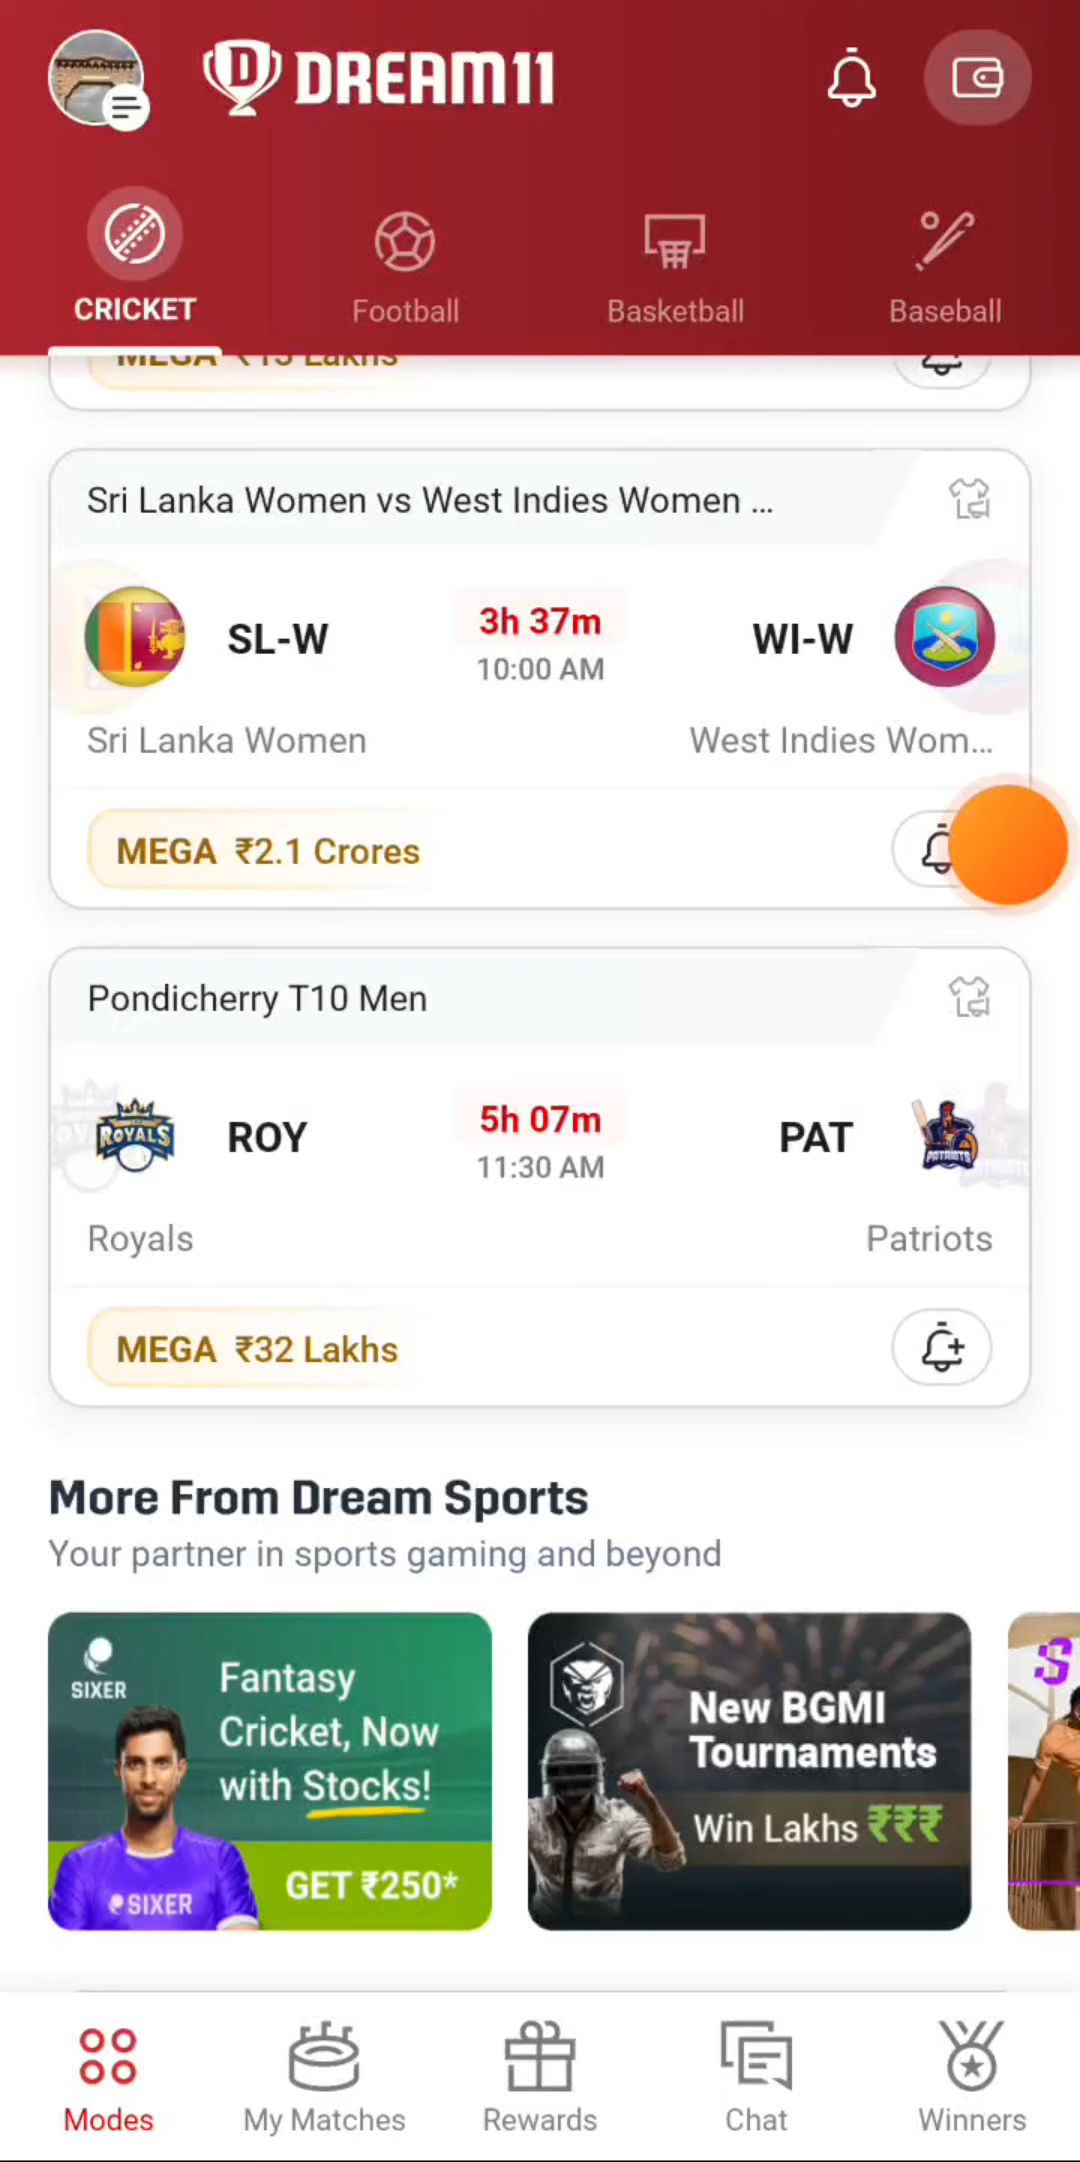 DREAM11
CRICKET
Football
Basketball
Baseball
MEGA ₹13 Lakhs
Sri Lanka Women vs West Indies Women ...
SL-W
3h 37m
10:00 AM
WI-W
Sri Lanka Women
West Indies Wom...
MEGA ₹2.1 Crores
Pondicherry T10 Men
ROYALS
ROY
5h 07m
11:30 AM
PAT
PATRIOTS
Royals
Patriots
MEGA ₹32 Lakhs
More From Dream Sports
Your partner in sports gaming and beyond
SIXER
Fantasy
Cricket, Now
with Stocks!
SIXER
GET ₹250*
New BGMI
Tournaments
Win Lakhs ₹₹₹
S
Modes
My Matches
Rewards
Chat
Winners